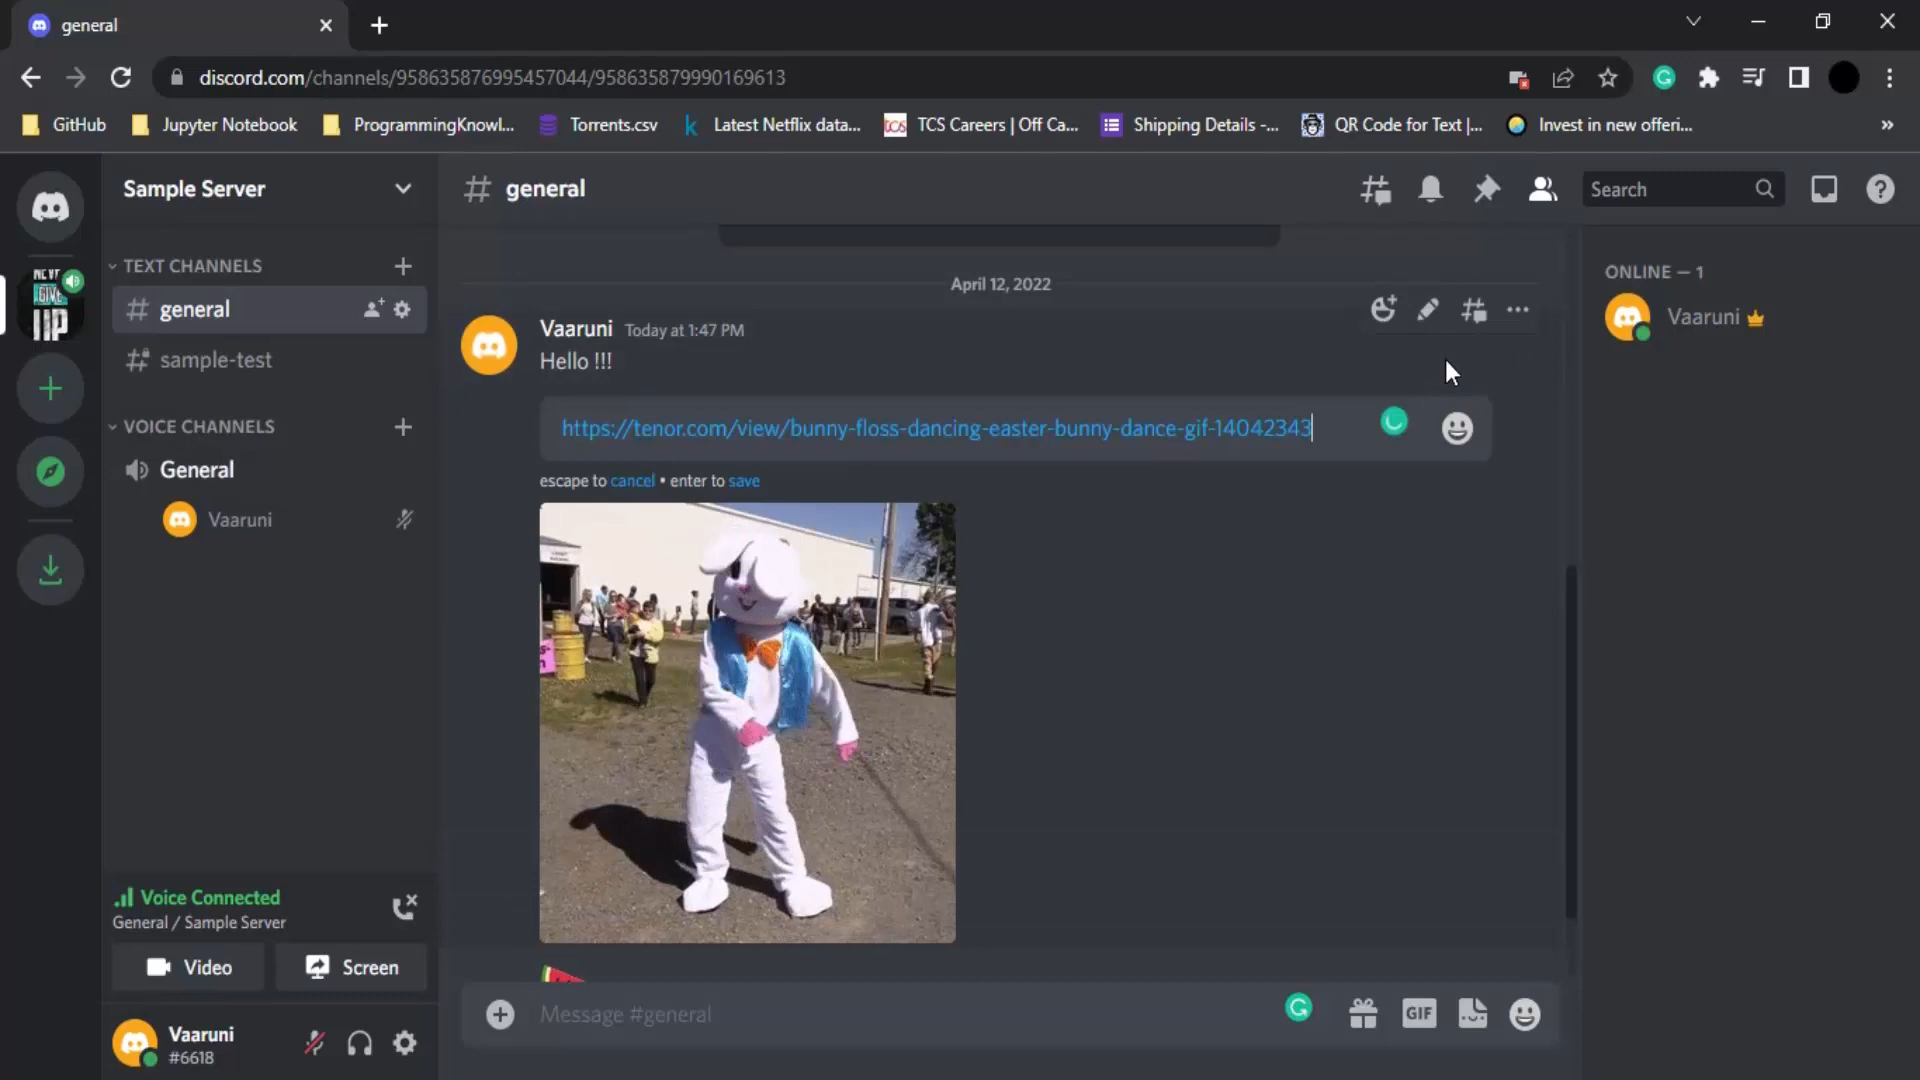 general
discord.com/channels/958635876995457044/958635879990169613
GitHub
Jupyter Notebook
ProgrammingKnowl...
Torrents.csv
Latest Netflix data...
tcs TCS Careers | Off Ca...
Shipping Details -...
QR Code for Text |...
Invest in new offeri...
Sample Server
general
Search
TEXT CHANNELS
general
sample-test
VOICE CHANNELS
General
Vaaruni
April 12, 2022
Vaaruni Today at 1:47 PM
Hello !!!
https://tenor.com/view/bunny-floss-dancing-easter-bunny-dance-gif-14042343
escape to cancel • enter to save
ONLINE — 1
Vaaruni
Voice Connected
General / Sample Server
Video
Screen
Vaaruni
#6618
Message #general
GIF